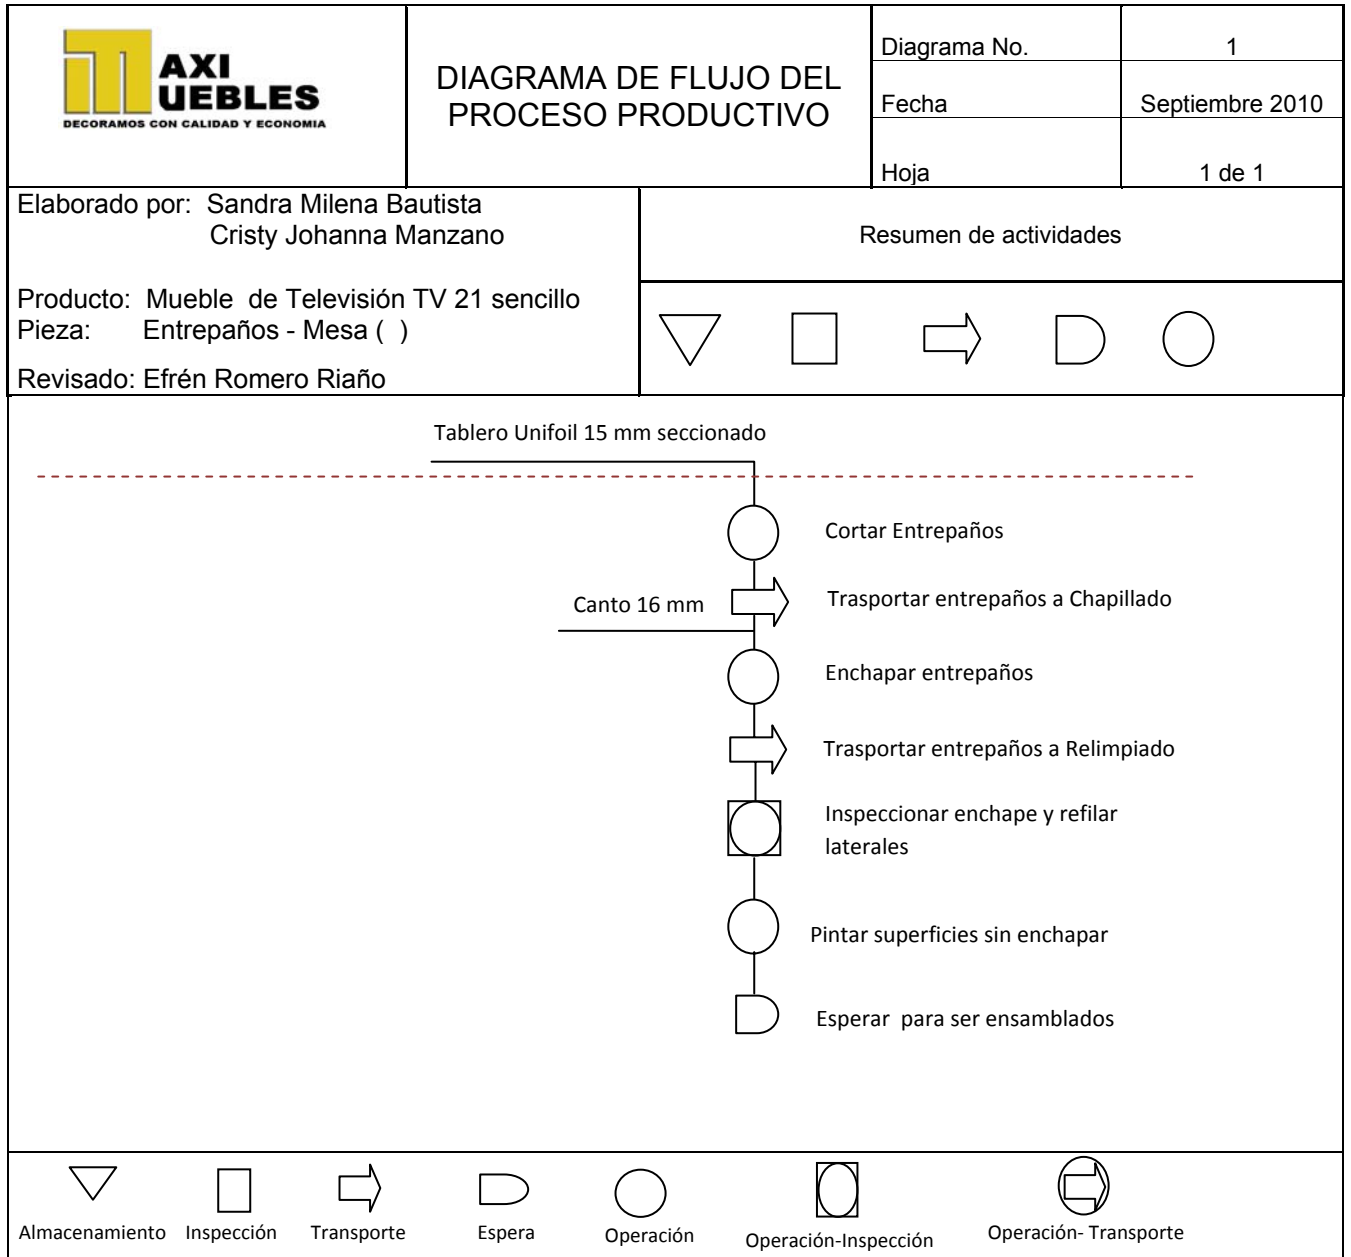 MAXI
MUEBLES
DECORAMOS CON CALIDAD Y ECONOMIA
DIAGRAMA DE FLUJO DEL
PROCESO PRODUCTIVO
Diagrama No. 1
Fecha Septiembre 2010
Hoja 1 de 1
Elaborado por: Sandra Milena Bautista
Cristy Johanna Manzano
Producto: Mueble de Televisión TV 21 sencillo
Pieza: Entrepaños - Mesa ( )
Revisado: Efrén Romero Riaño
Resumen de actividades
Tablero Unifoil 15 mm seccionado
Cortar Entrepaños
Trasportar entrepaños a Chapillado
Canto 16 mm
Enchapar entrepaños
Trasportar entrepaños a Relimpiado
Inspeccionar enchape y refilar
laterales
Pintar superficies sin enchapar
Esperar para ser ensamblados
Almacenamiento Inspección Transporte Espera Operación Operación-Inspección Operación- Transporte